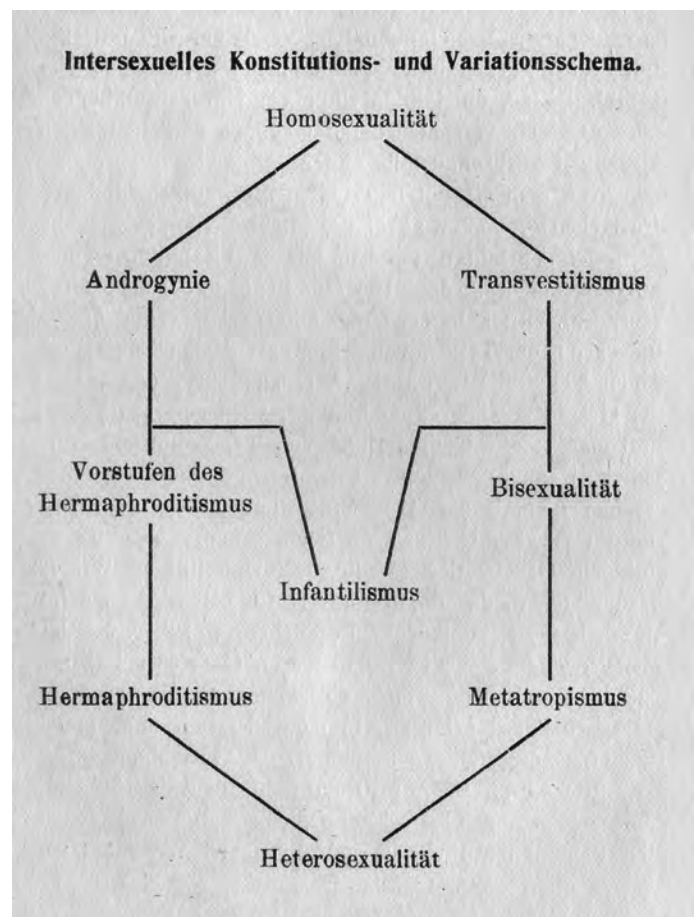 Intersexuelles Konstitutions- und Variationsschema.
Homosexualität
Androgynie
Transvestitismus
Vorstufen des
Hermaphroditismus
Bisexualität
Infantilismus
Hermaphroditismus
Metatropismus
Heterosexualität